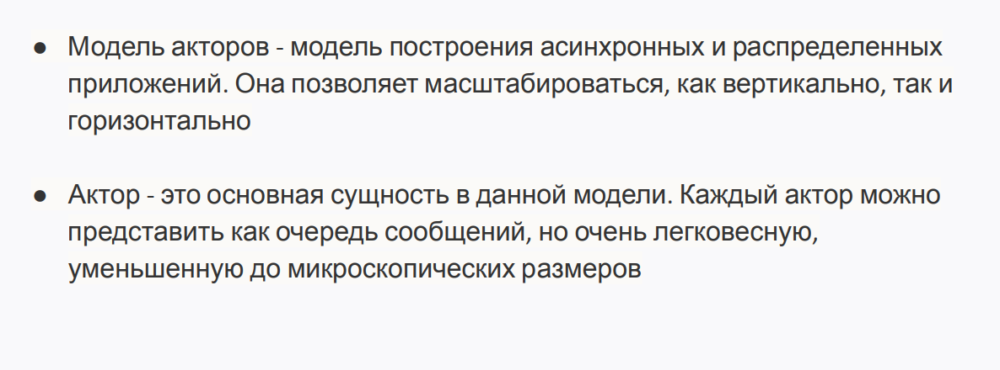 ● Модель акторов - модель построения асинхронных и распределенных
приложений. Она позволяет масштабироваться, как вертикально, так и
горизонтально
● Актор - это основная сущность в данной модели. Каждый актор можно
представить как очередь сообщений, но очень легковесную,
уменьшенную до микроскопических размеров